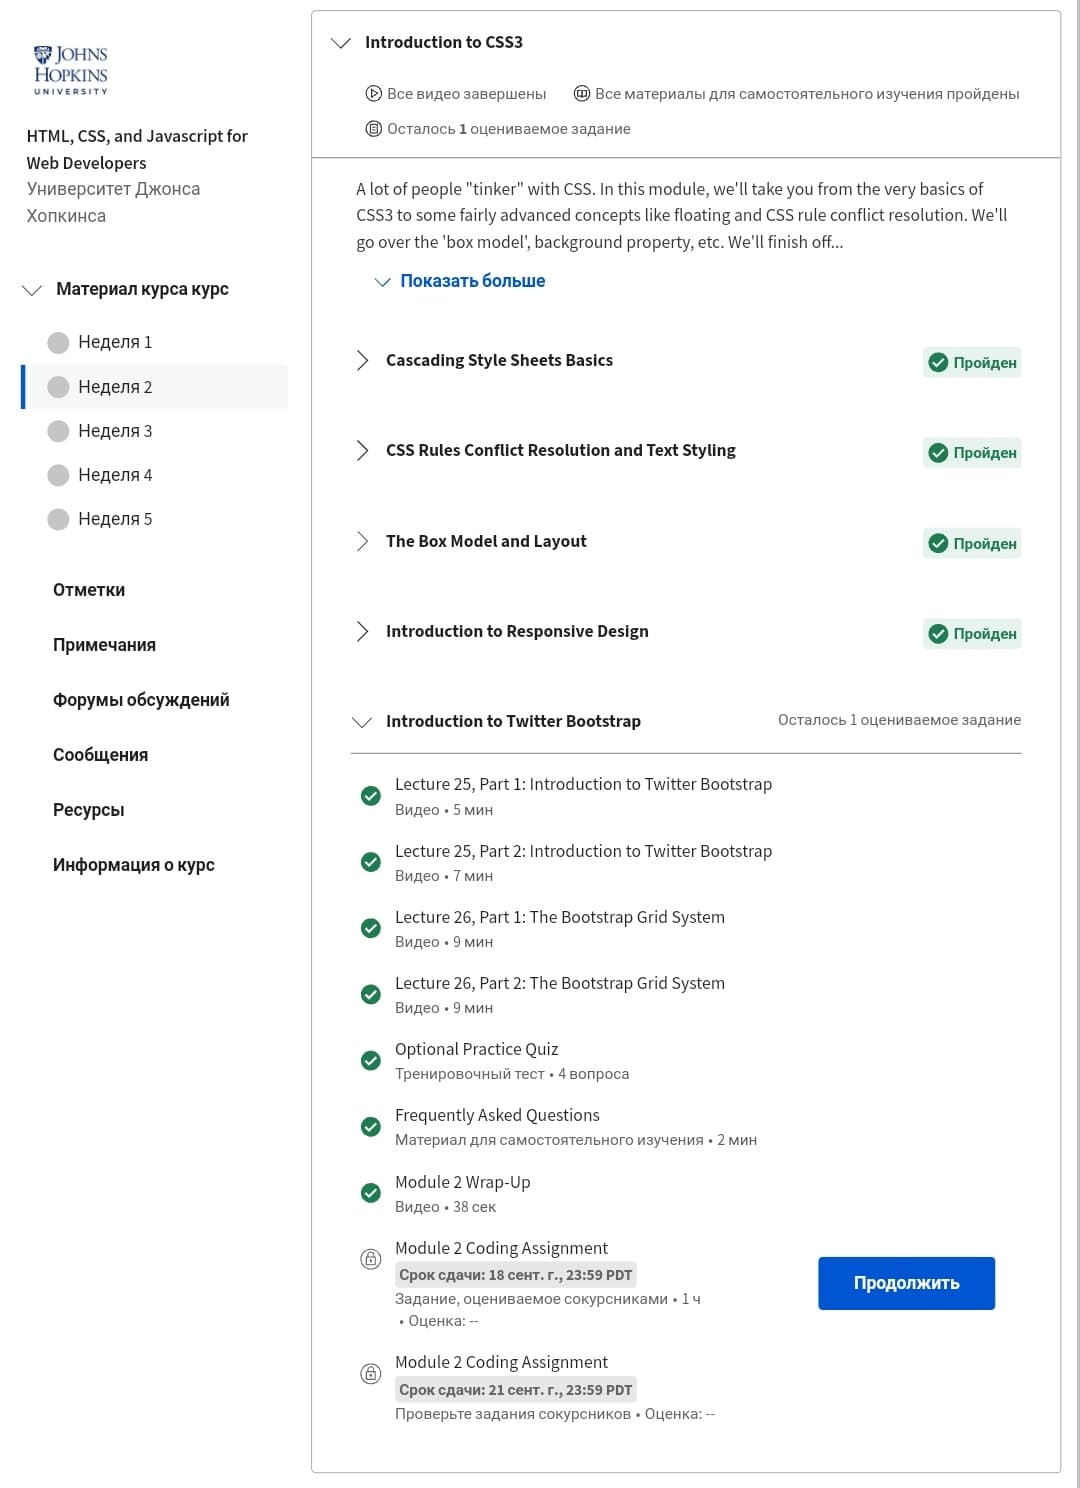 JOHNS
HOPKINS
UNIVERSITY
HTML, CSS, and Javascript for
Web Developers
Университет Джонса
Хопкинса
Материал курса курс
Неделя 1
Неделя 2
Неделя 3
Неделя 4
Неделя 5
Отметки
Примечания
Форумы обсуждений
Сообщения
Ресурсы
Информация о курс
Introduction to CSS3
Все видео завершены
Все материалы для самостоятельного изучения пройдены
Осталось 1 оцениваемое задание
A lot of people "tinker" with CSS. In this module, we'll take you from the very basics of
CSS3 to some fairly advanced concepts like floating and CSS rule conflict resolution. We'll
go over the 'box model', background property, etc. We'll finish off...
Показать больше
Cascading Style Sheets Basics
Пройден
CSS Rules Conflict Resolution and Text Styling
Пройден
The Box Model and Layout
Пройден
Introduction to Responsive Design
Пройден
Introduction to Twitter Bootstrap
Осталось 1 оцениваемое задание
Lecture 25, Part 1: Introduction to Twitter Bootstrap
Видео • 5 мин
Lecture 25, Part 2: Introduction to Twitter Bootstrap
Видео • 7 мин
Lecture 26, Part 1: The Bootstrap Grid System
Видео • 9 мин
Lecture 26, Part 2: The Bootstrap Grid System
Видео • 9 мин
Optional Practice Quiz
Тренировочный тест • 4 вопроса
Frequently Asked Questions
Материал для самостоятельного изучения • 2 мин
Module 2 Wrap-Up
Видео • 38 сек
Module 2 Coding Assignment
Срок сдачи: 18 сент. г., 23:59 PDT
Задание, оцениваемое сокурсниками • 1 ч
• Оценка: --
Продолжить
Module 2 Coding Assignment
Срок сдачи: 21 сент. г., 23:59 PDT
Проверьте задания сокурсников • Оценка: --